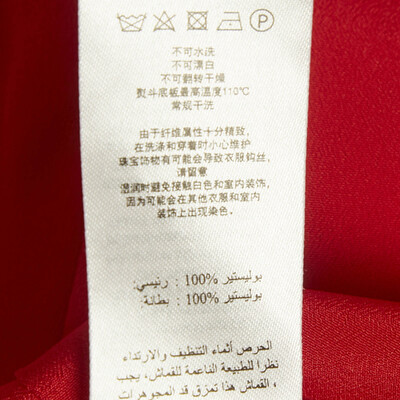 P
不可水洗
不可漂白
不可翻转干燥
熨斗底板最高温度110℃
常规干洗
由于纤维属性十分精致，
在洗涤和穿着时小心维护
珠宝饰物有可能会导致衣服钩丝，
请留意
湿润时避免接触白色和室内装饰，
因为可能会在其他衣服和室内
装饰上出现染色。
بوليستير %100 : رئيسي
بوليستير %100 : بطانة
الحرص أثناء التنظيف والارتداء
نظرا للطبيعة الناعمة للقماش، يجب
القماش هذا تمزق قد المجوهرات ،